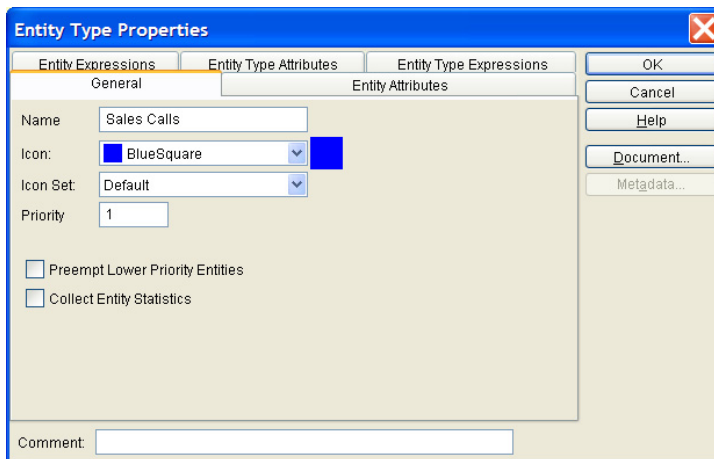 Entity Type Properties
Entity Expressions Entity Type Attributes Entity Type Expressions
General Entity Attributes
Name Sales Calls
Icon: BlueSquare
Icon Set: Default
Priority 1
Preempt Lower Priority Entities
Collect Entity Statistics
Comment:
OK
Cancel
Help
Document...
Metadata...